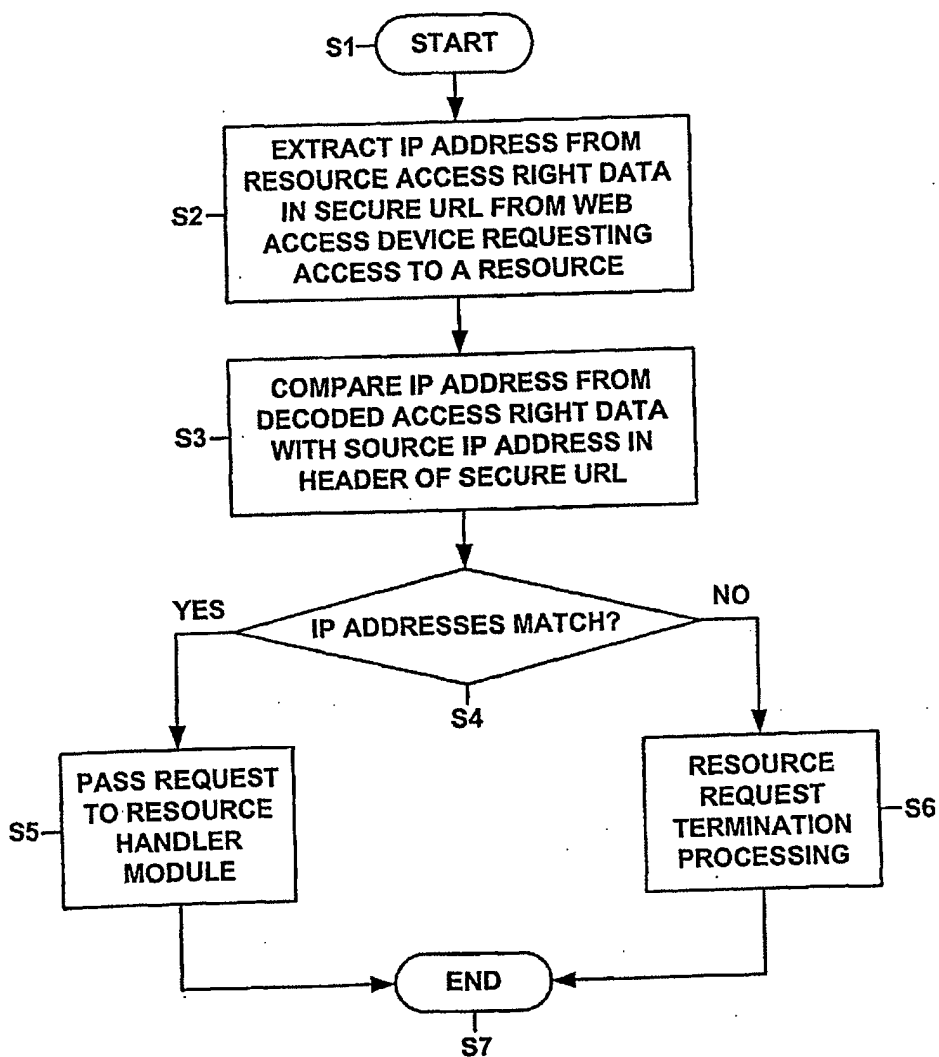 S1
START
EXTRACT IP ADDRESS FROM
RESOURCE ACCESS RIGHT DATA
IN SECURE URL FROM WEB
ACCESS DEVICE REQUESTING
ACCESS TO A RESOURCE
S2
COMPARE IP ADDRESS FROM
DECODED ACCESS RIGHT DATA
WITH SOURCE IP ADDRESS IN
HEADER OF SECURE URL
S3
YES
IP ADDRESSES MATCH?
NO
S4
PASS REQUEST
TO RESOURCE
HANDLER
MODULE
S5
RESOURCE
REQUEST
TERMINATION
PROCESSING
S6
END
S7